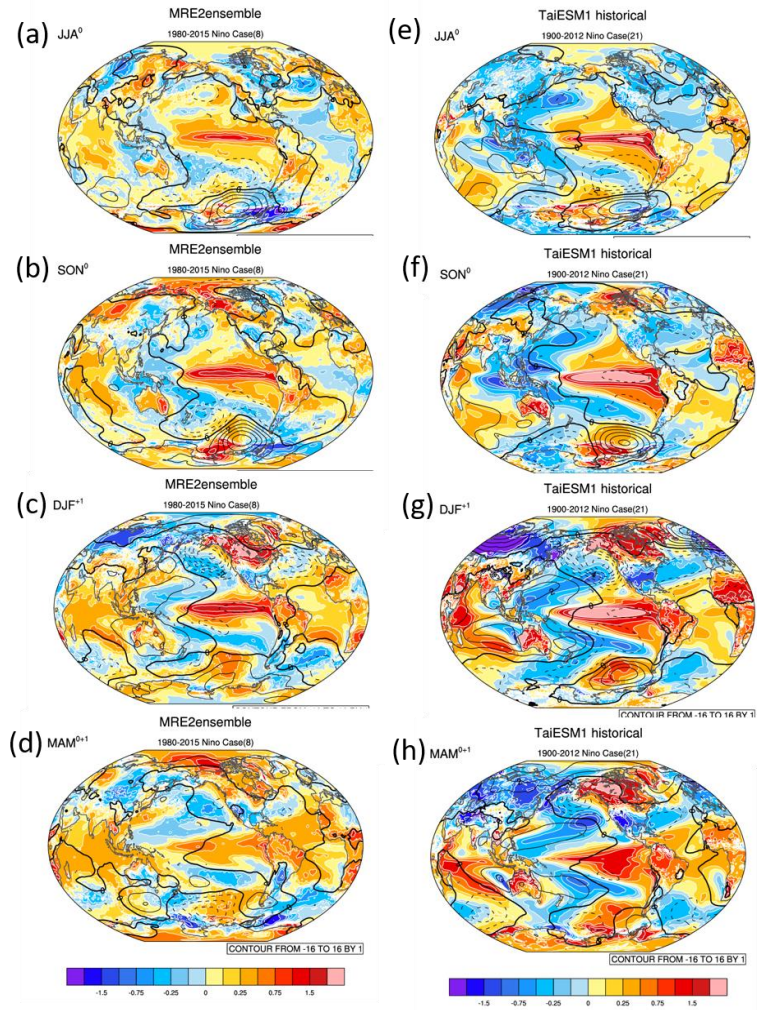 MRE2ensemble
(a) JJA⁰
1980-2015 Nino Case(8)
TaiESM1 historical
(e) JJA⁰
1900-2012 Nino Case(21)
MRE2ensemble
(b) SON⁰
1980-2015 Nino Case(8)
TaiESM1 historical
(f) SON⁰
1900-2012 Nino Case(21)
MRE2ensemble
(c) DJF⁺¹
1980-2015 Nino Case(8)
TaiESM1 historical
(g) DJF⁺¹
1900-2012 Nino Case(21)
CONTOUR FROM -16 TO 16 BY 1
MRE2ensemble
(d) MAM⁰⁺¹
1980-2015 Nino Case(8)
CONTOUR FROM -16 TO 16 BY 1
TaiESM1 historical
(h) MAM⁰⁺¹
1900-2012 Nino Case(21)
CONTOUR FROM -16 TO 16 BY 1
-1.5 -0.75 -0.25 0 0.25 0.75 1.5
-1.5 -0.75 -0.25 0 0.25 0.75 1.5